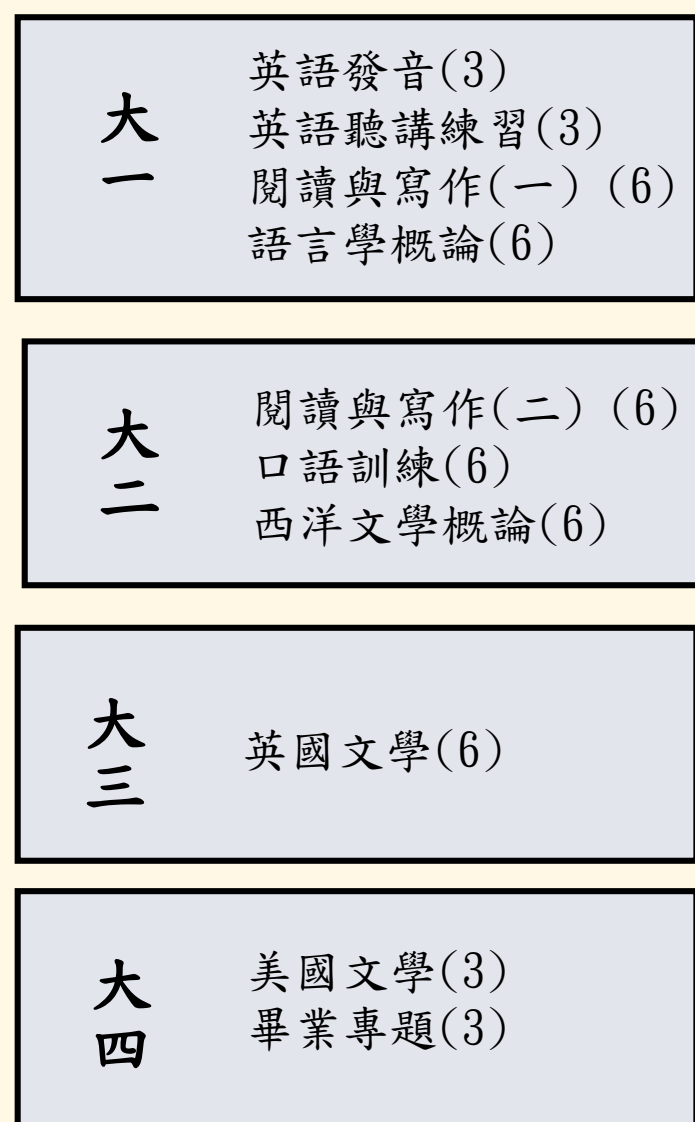 大一
英語發音(3)
英語聽講練習(3)
閱讀與寫作(一) (6)
語言學概論(6)
大二
閱讀與寫作(二) (6)
口語訓練(6)
西洋文學概論(6)
大三
英國文學(6)
大四
美國文學(3)
畢業專題(3)